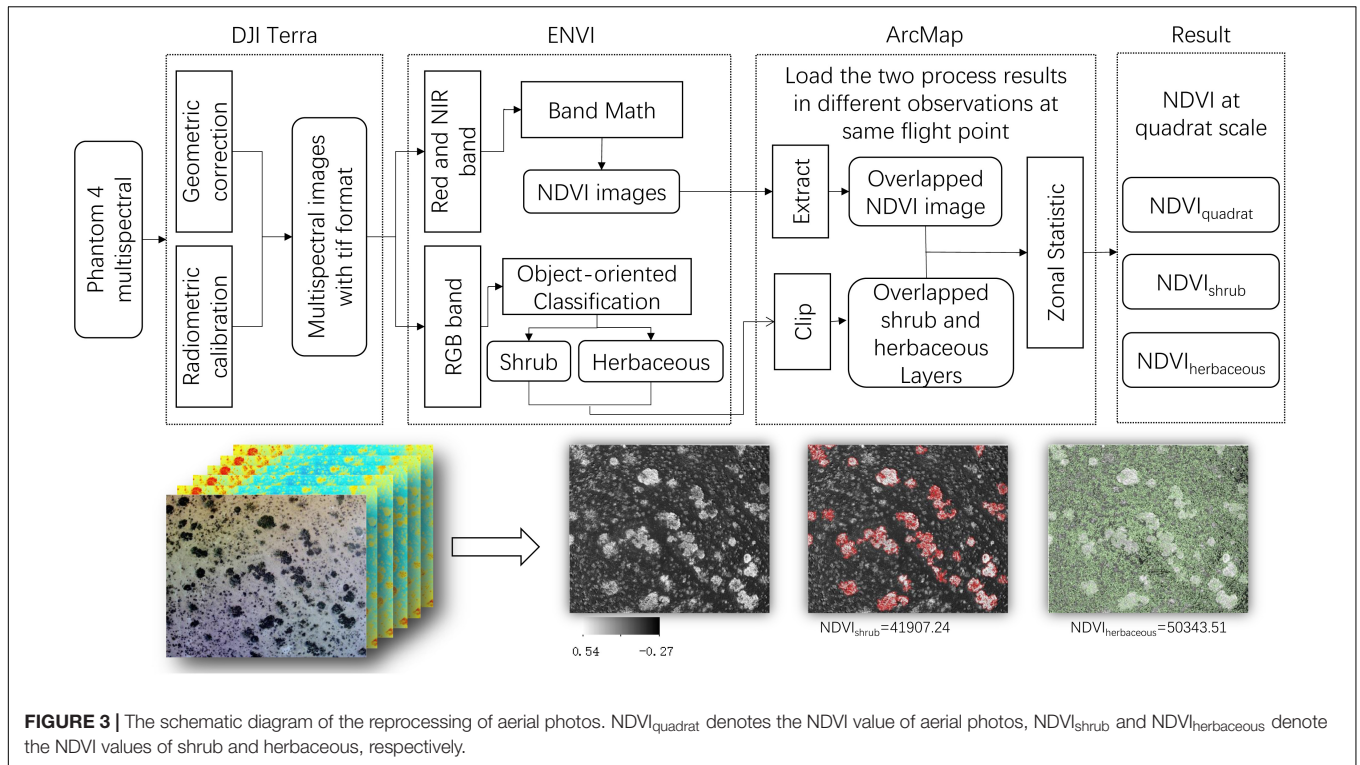 DJI Terra
ENVI
ArcMap
Result
Phantom 4
multispectral
Geometric
correction
Radiometric
calibration
Multispectral images
with tif format
Red and NIR
band
RGB band
Band Math
NDVI images
Object-oriented
Classification
Shrub
Herbaceous
Load the two process results
in different observations at
same flight point
Extract
Overlapped
NDVI image
Clip
Overlapped
shrub and
herbaceous
Layers
Zonal Statistic
NDVI at
quadrat scale
NDVIquadrat
NDVIshrub
NDVIherbaceous
0.54 -0.27
NDVIshrub=41907.24
NDVIherbaceous=50343.51
FIGURE 3 | The schematic diagram of the reprocessing of aerial photos. NDVIquadrat denotes the NDVI value of aerial photos, NDVIshrub and NDVIherbaceous denote
the NDVI values of shrub and herbaceous, respectively.